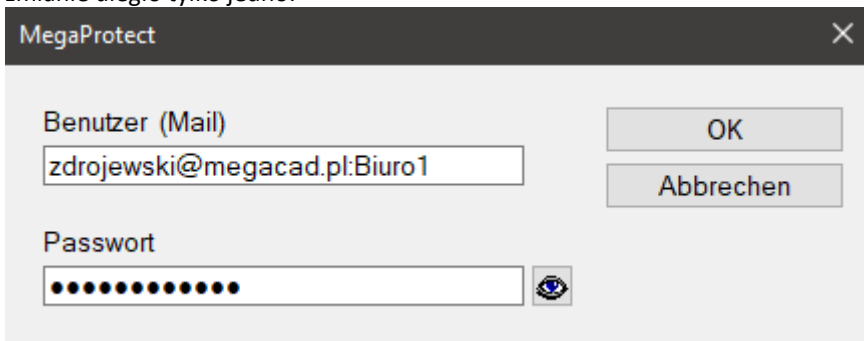 MegaProtect
Benutzer (Mail)
OK
zdrojewski@megacad.pl:Biuro1
Abbrechen
Passwort
••••••••••••